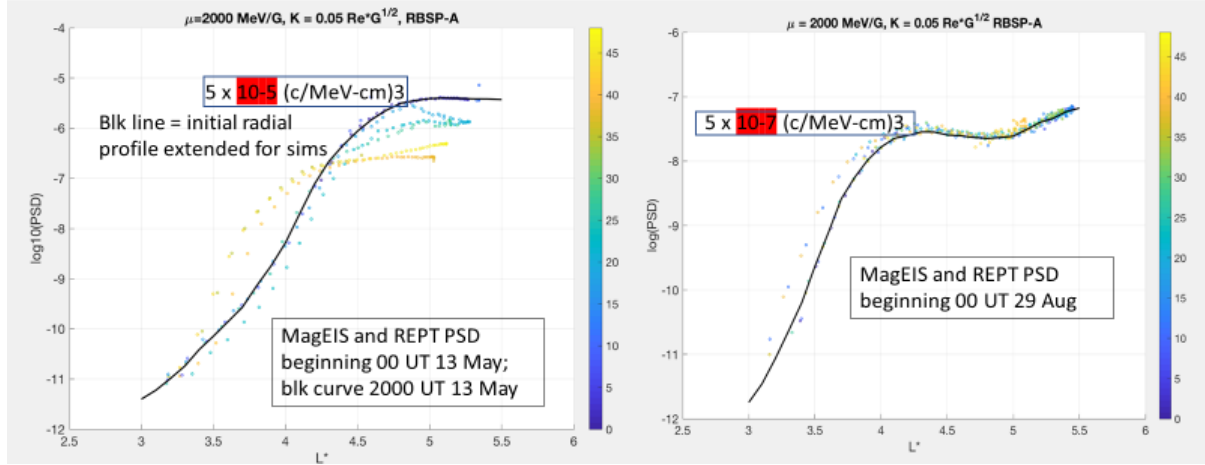 μ=2000 MeV/G, K = 0.05 Re*G^1/2, RBSP-A
-4
-5
-6
-7
-8
-9
-10
-11
-12
log10(PSD)
5 x 10-5 (c/MeV-cm)3
Blk line = initial radial
profile extended for sims
MagEIS and REPT PSD
beginning 00 UT 13 May;
blk curve 2000 UT 13 May
2.5 3 3.5 4 4.5 5 5.5 6
L*
45
40
35
30
25
20
15
10
5
0
μ = 2000 MeV/G, K = 0.05 Re*G^1/2 RBSP-A
-5
-6
-7
-8
-9
-10
-11
-12
log(PSD)
5 x 10-7 (c/MeV-cm)3
MagEIS and REPT PSD
beginning 00 UT 29 Aug
2.5 3 3.5 4 4.5 5 5.5 6
L*
45
40
35
30
25
20
15
10
5
0